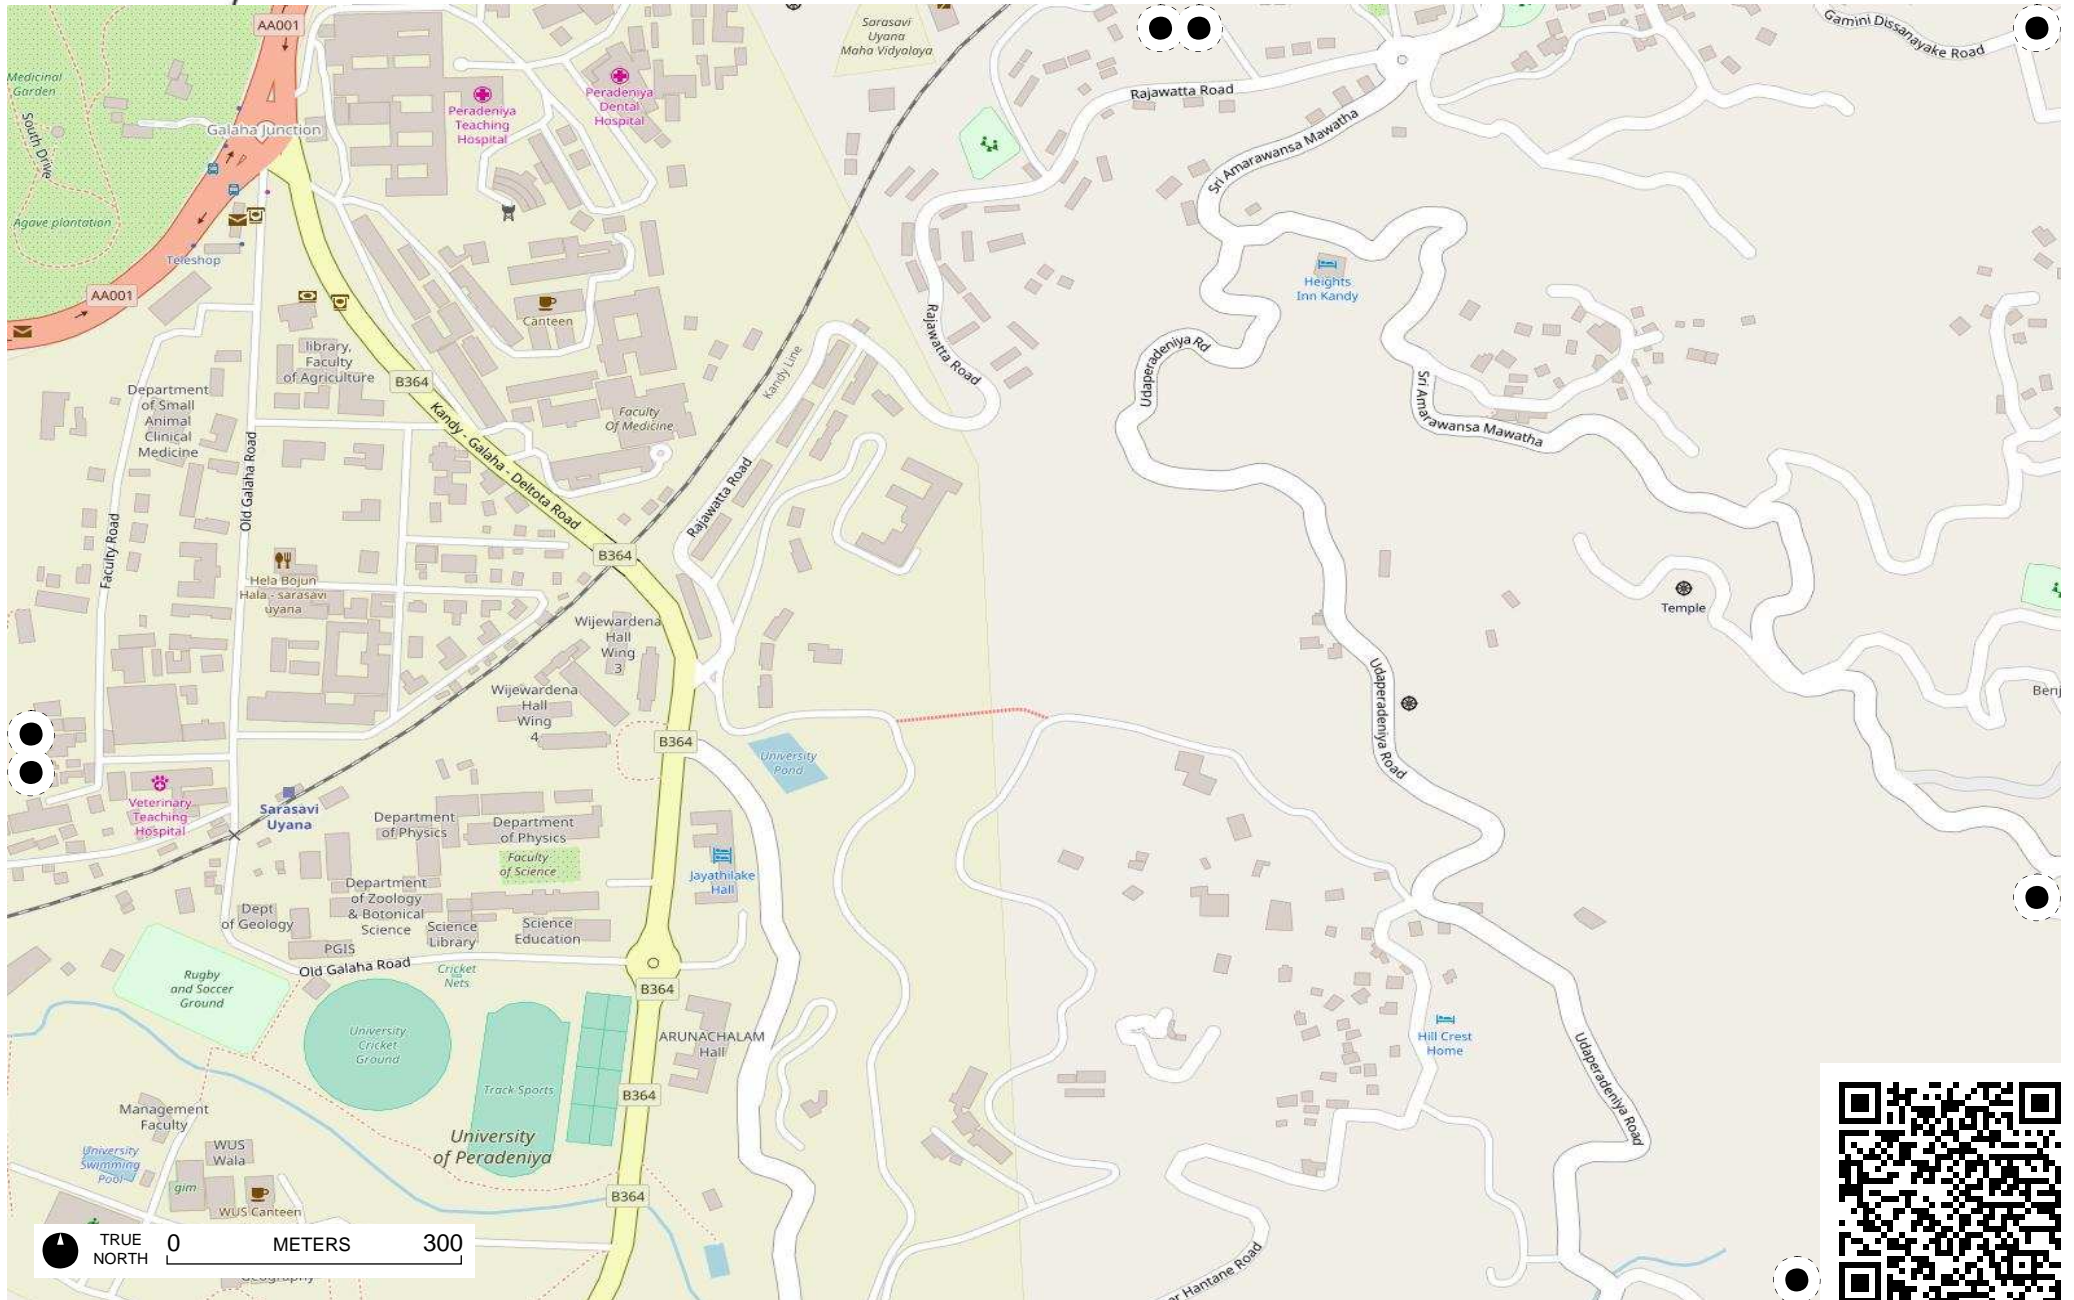 AA001
Sarasavi
Uyana
Maha Vidyalaya
Gamini Dissanayake Road
Medicinal
Garden
South Drive
Galaha Junction
Peradeniya
Teaching
Hospital
Peradeniya
Dental
Hospital
Rajawatta Road
Sri Amarawansa Mawatha
Agave plantation
Teleshop
AA001
Canteen
Heights
Inn Kandy
Rajawatta Road
Udaperadeniya Rd
library,
Faculty
of Agriculture
B364
Kandy Line
Department
of Small
Animal
Clinical
Medicine
Faculty
Of Medicine
Kandy - Galaha - Deltota Road
Sri Amarawansa Mawatha
Old Galaha Road
Rajawatta Road
Faculty Road
B364
Hela Bojun
Hala - sarasavi
uyana
Temple
Wijewardena
Hall
Wing
3
Wijewardena
Hall
Wing
4
Udaperadeniya Road
Benj
B364
University
Pond
Veterinary
Teaching
Hospital
Sarasavi
Uyana
Department
of Physics
Department
of Physics
Faculty
of Science
Jayathilake
Hall
Department
of Zoology
& Botonical
Science
Dept
of Geology
Science
Library
Science
Education
PGIS
Old Galaha Road
Cricket
Nets
Rugby
and Soccer
Ground
B364
University
Cricket
Ground
ARUNACHALAM
Hall
Hill Crest
Home
Track Sports
B364
Udaperadeniya Road
Management
Faculty
University
of Peradeniya
WUS
Wala
University
Swimming
Pool
gim
WUS Canteen
B364
TRUE
NORTH
0 METERS 300
Geography
er Hantane Road